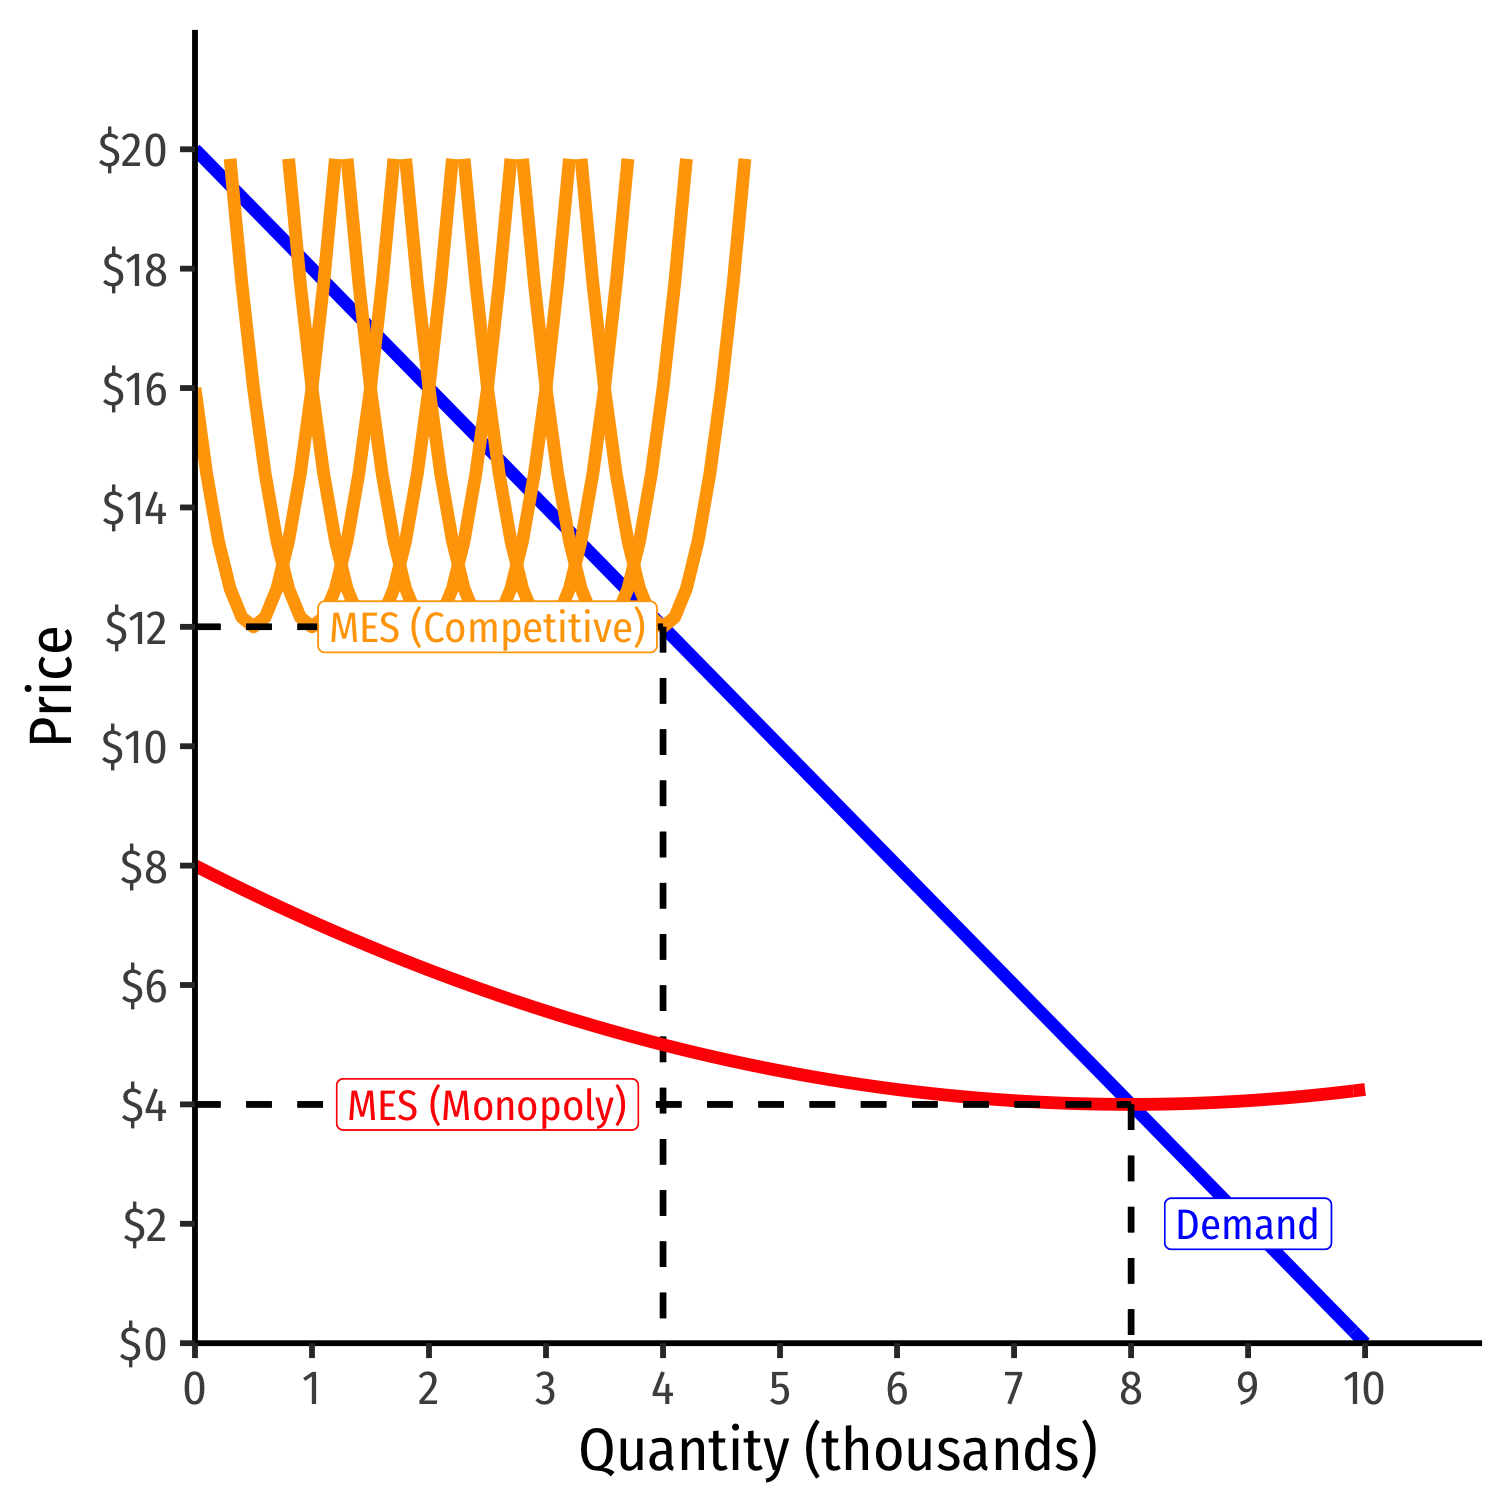 $20
$18
$16
$14
MES (Competitive)
$12
Price
$10
$8
$6
MES (Monopoly)
$4
Demand
$2
$0
0 1 2 3 4 5 6 7 8 9 10
Quantity (thousands)